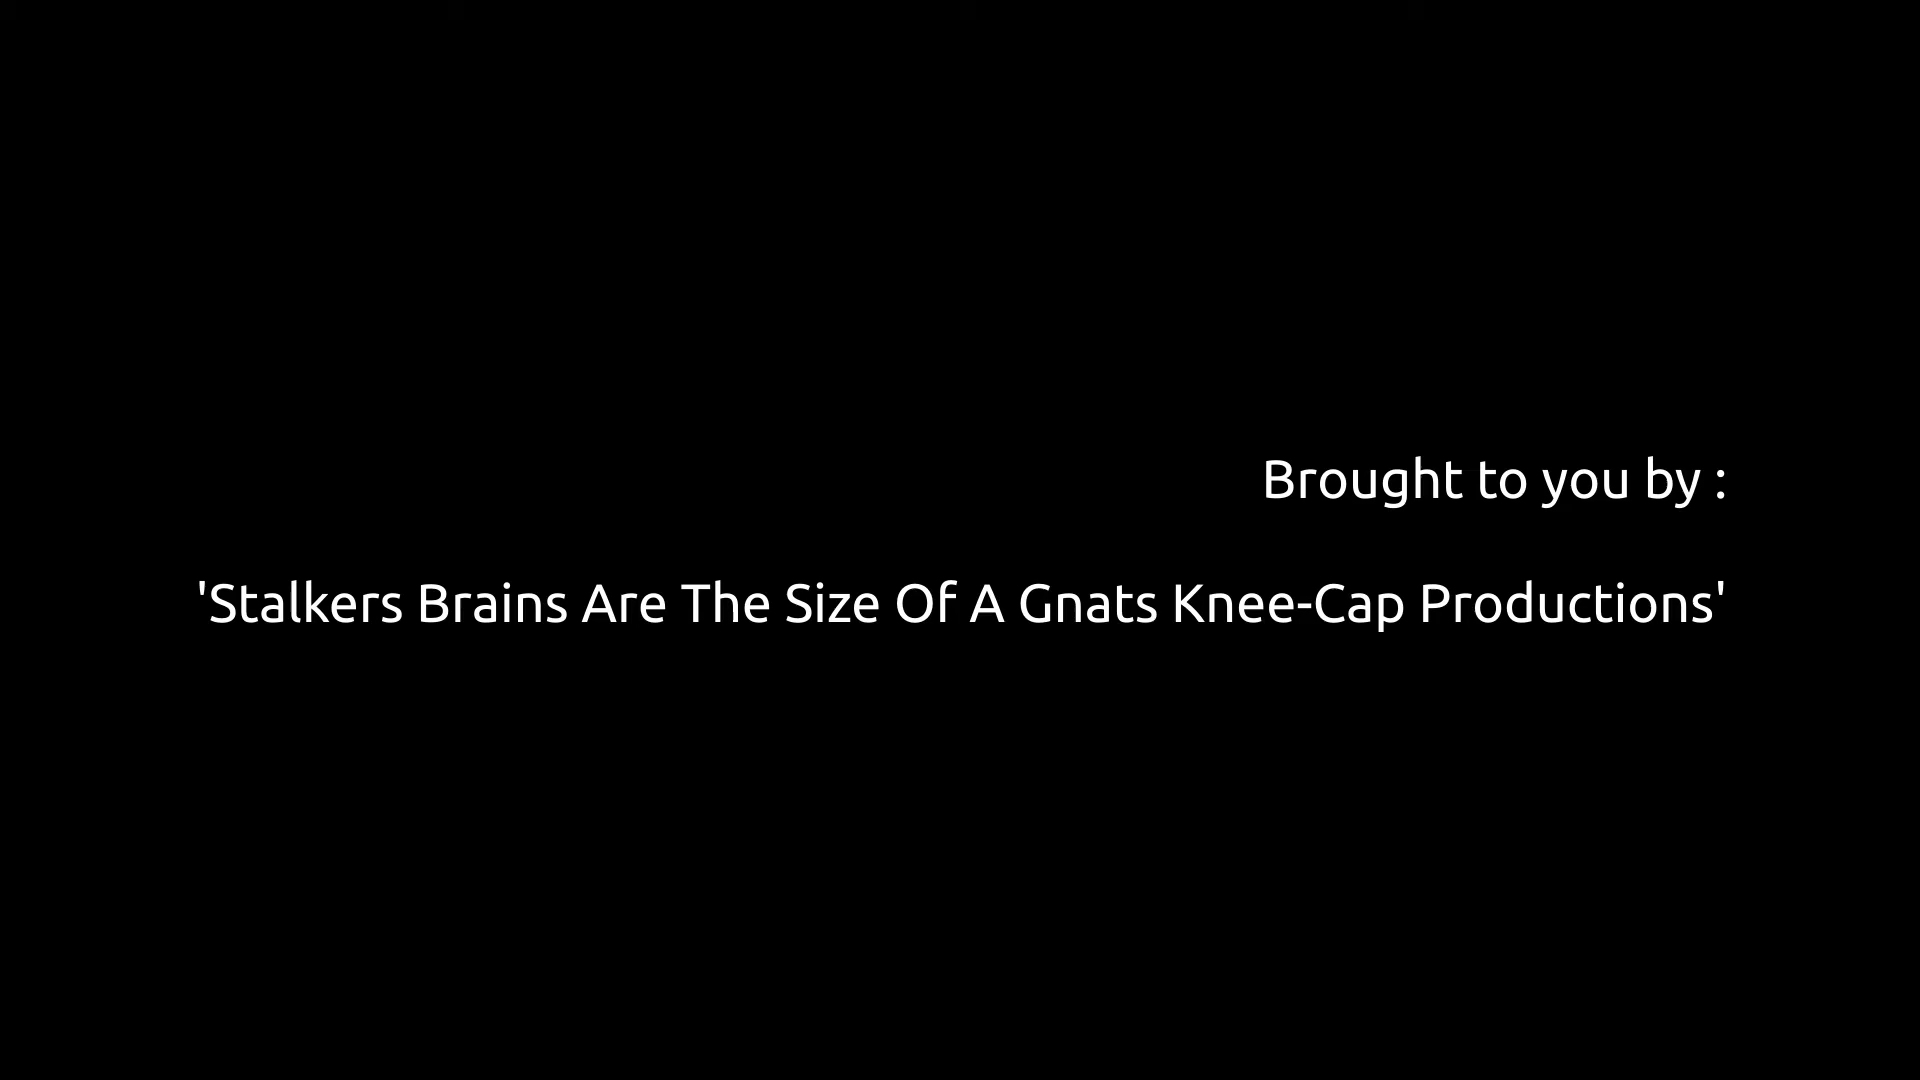 Brought to you by :
'Stalkers Brains Are The Size Of A Gnats Knee-Cap Productions'